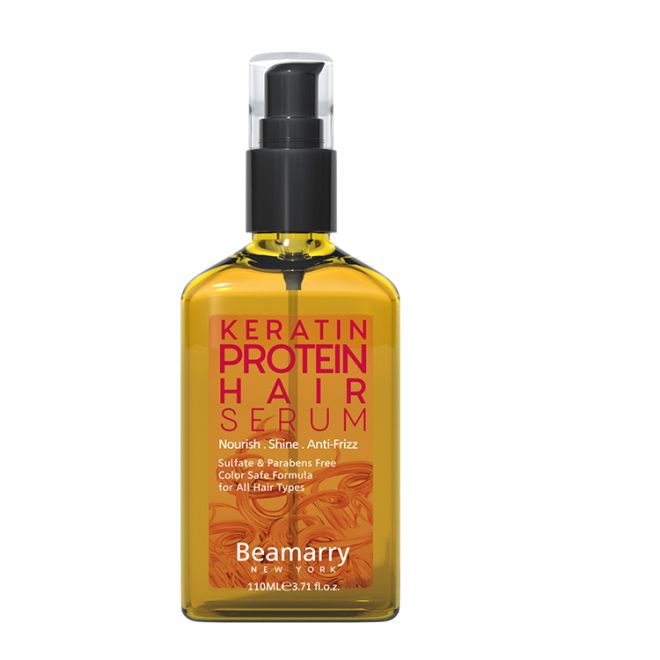 KERATIN
PROTEIN
HAIR
SERUM
Nourish . Shine . Anti-Frizz
Sulfate & Parabens Free
Color Safe Formula
for All Hair Types
Beamarry
NEW YORK
110ML℮3.71 fl.o.z.